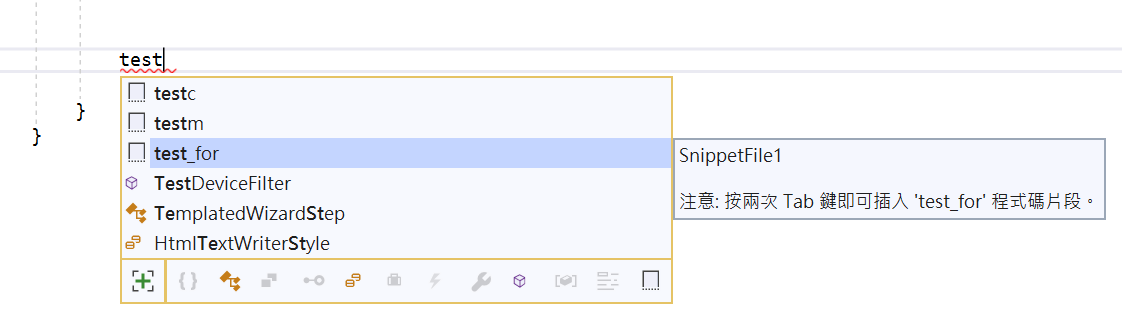 test
testc
testm
test_for
TestDeviceFilter
TemplatedWizardStep
HtmlTextWriterStyle
}
}
SnippetFile1
注意: 按兩次 Tab 鍵即可插入 'test_for' 程式碼片段。